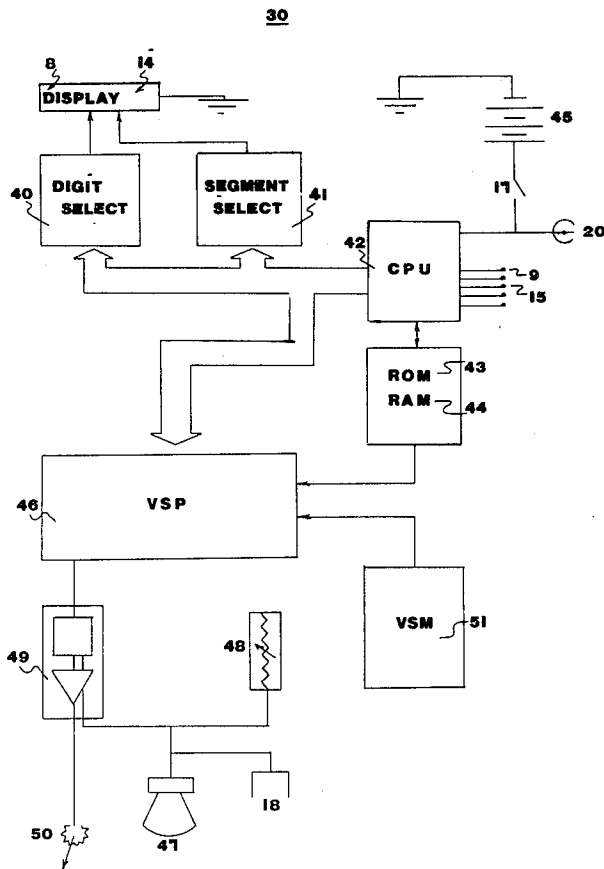 30
8 14
DISPLAY
45
40 DIGIT
SELECT
SEGMENT
SELECT 41
17
20
42 CPU
9
15
ROM 43
RAM 44
VSP
46
VSM 51
49
48
50
47
18